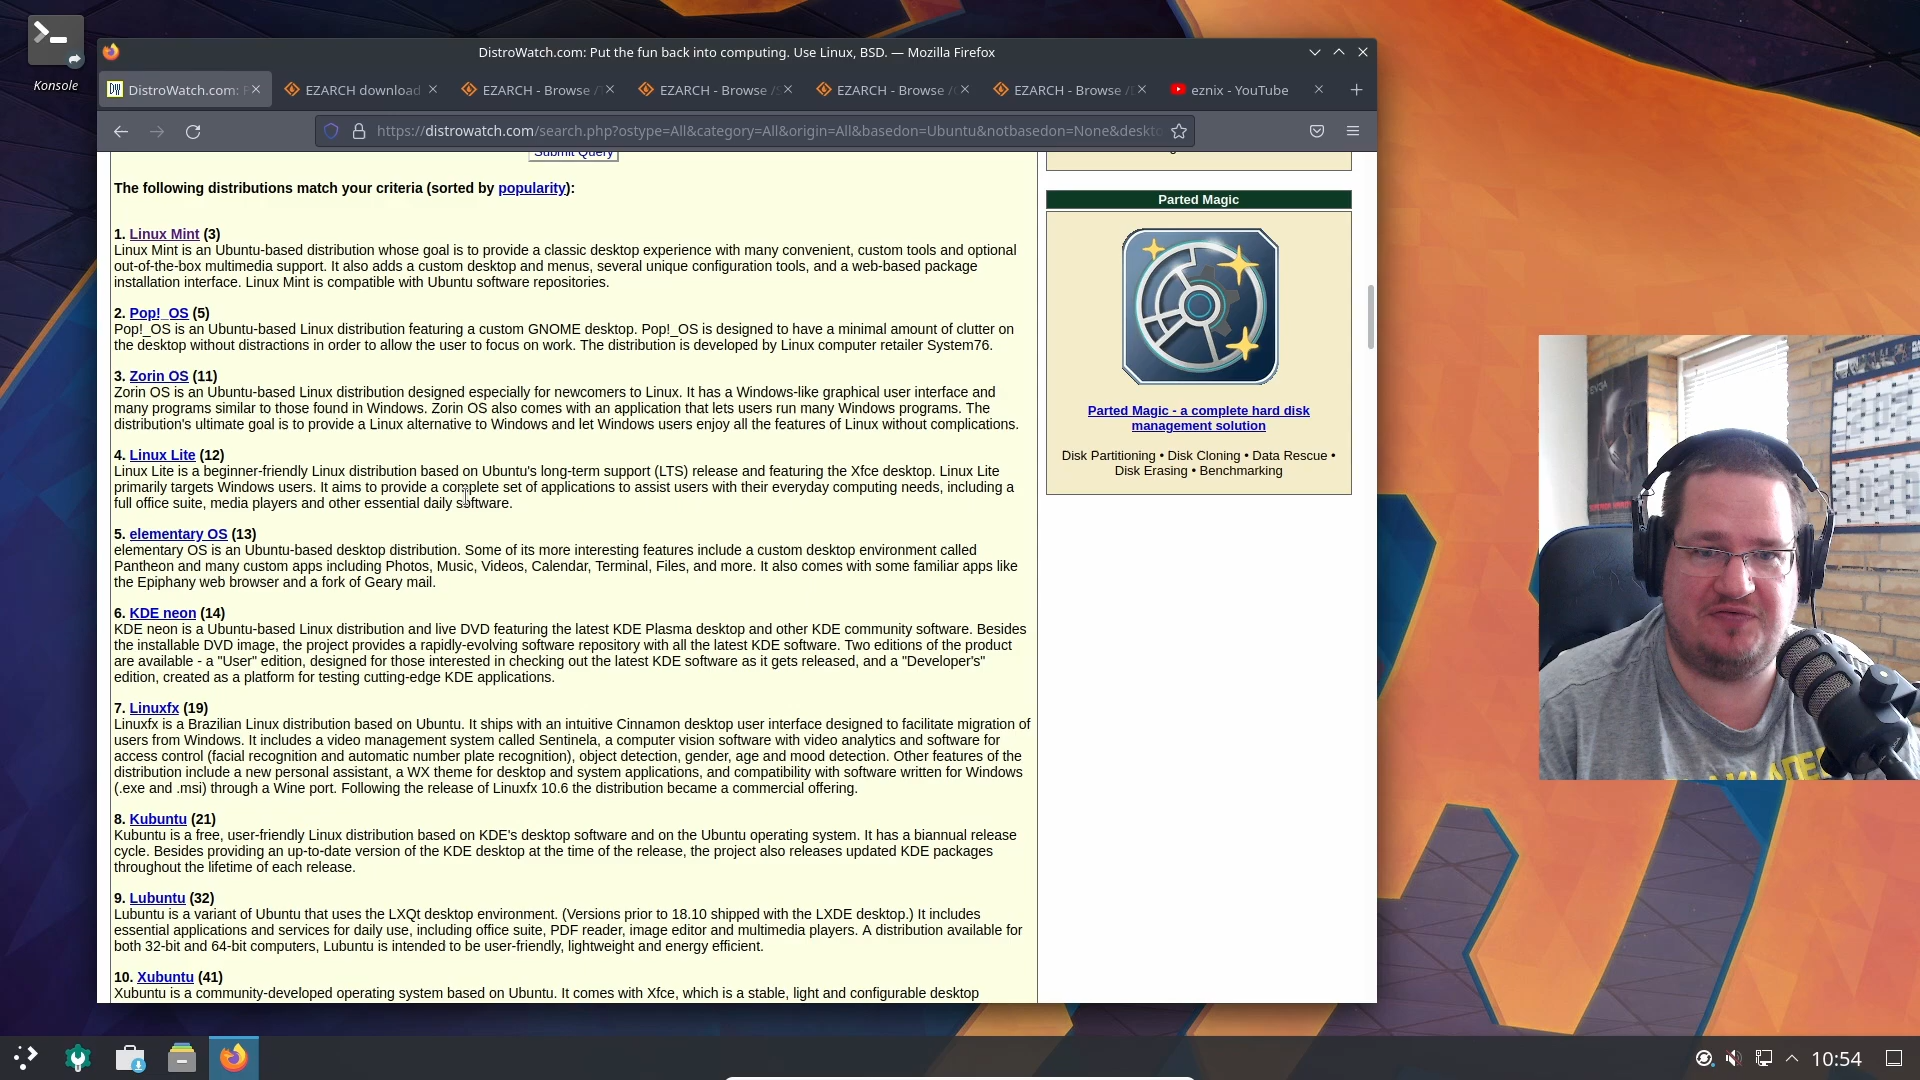 Konsole
DistroWatch.com: Put the fun back into computing. Use Linux, BSD. — Mozilla Firefox
DW DistroWatch.com:
EZARCH download
EZARCH - Browse /
EZARCH - Browse /
EZARCH - Browse /
EZARCH - Browse /
eznix - YouTube
https://distrowatch.com/search.php?ostype=All&category=All&origin=All&basedon=Ubuntu&notbasedon=None&deskto
Submit Query
The following distributions match your criteria (sorted by popularity):
1. Linux Mint (3)
Linux Mint is an Ubuntu-based distribution whose goal is to provide a classic desktop experience with many convenient, custom tools and optional
out-of-the-box multimedia support. It also adds a custom desktop and menus, several unique configuration tools, and a web-based package
installation interface. Linux Mint is compatible with Ubuntu software repositories.
2. Pop!_OS (5)
Pop!_OS is an Ubuntu-based Linux distribution featuring a custom GNOME desktop. Pop!_OS is designed to have a minimal amount of clutter on
the desktop without distractions in order to allow the user to focus on work. The distribution is developed by Linux computer retailer System76.
3. Zorin OS (11)
Zorin OS is an Ubuntu-based Linux distribution designed especially for newcomers to Linux. It has a Windows-like graphical user interface and
many programs similar to those found in Windows. Zorin OS also comes with an application that lets users run many Windows programs. The
distribution's ultimate goal is to provide a Linux alternative to Windows and let Windows users enjoy all the features of Linux without complications.
4. Linux Lite (12)
Linux Lite is a beginner-friendly Linux distribution based on Ubuntu's long-term support (LTS) release and featuring the Xfce desktop. Linux Lite
primarily targets Windows users. It aims to provide a complete set of applications to assist users with their everyday computing needs, including a
full office suite, media players and other essential daily software.
5. elementary OS (13)
elementary OS is an Ubuntu-based desktop distribution. Some of its more interesting features include a custom desktop environment called
Pantheon and many custom apps including Photos, Music, Videos, Calendar, Terminal, Files, and more. It also comes with some familiar apps like
the Epiphany web browser and a fork of Geary mail.
6. KDE neon (14)
KDE neon is a Ubuntu-based Linux distribution and live DVD featuring the latest KDE Plasma desktop and other KDE community software. Besides
the installable DVD image, the project provides a rapidly-evolving software repository with all the latest KDE software. Two editions of the product
are available - a "User" edition, designed for those interested in checking out the latest KDE software as it gets released, and a "Developer's"
edition, created as a platform for testing cutting-edge KDE applications.
7. Linuxfx (19)
Linuxfx is a Brazilian Linux distribution based on Ubuntu. It ships with an intuitive Cinnamon desktop user interface designed to facilitate migration of
users from Windows. It includes a video management system called Sentinela, a computer vision software with video analytics and software for
access control (facial recognition and automatic number plate recognition), object detection, gender, age and mood detection. Other features of the
distribution include a new personal assistant, a WX theme for desktop and system applications, and compatibility with software written for Windows
(.exe and .msi) through a Wine port. Following the release of Linuxfx 10.6 the distribution became a commercial offering.
8. Kubuntu (21)
Kubuntu is a free, user-friendly Linux distribution based on KDE's desktop software and on the Ubuntu operating system. It has a biannual release
cycle. Besides providing an up-to-date version of the KDE desktop at the time of the release, the project also releases updated KDE packages
throughout the lifetime of each release.
9. Lubuntu (32)
Lubuntu is a variant of Ubuntu that uses the LXQt desktop environment. (Versions prior to 18.10 shipped with the LXDE desktop.) It includes
essential applications and services for daily use, including office suite, PDF reader, image editor and multimedia players. A distribution available for
both 32-bit and 64-bit computers, Lubuntu is intended to be user-friendly, lightweight and energy efficient.
10. Xubuntu (41)
Xubuntu is a community-developed operating system based on Ubuntu. It comes with Xfce, which is a stable, light and configurable desktop
Parted Magic
Parted Magic - a complete hard disk
management solution
Disk Partitioning • Disk Cloning • Data Rescue •
Disk Erasing • Benchmarking
10:54